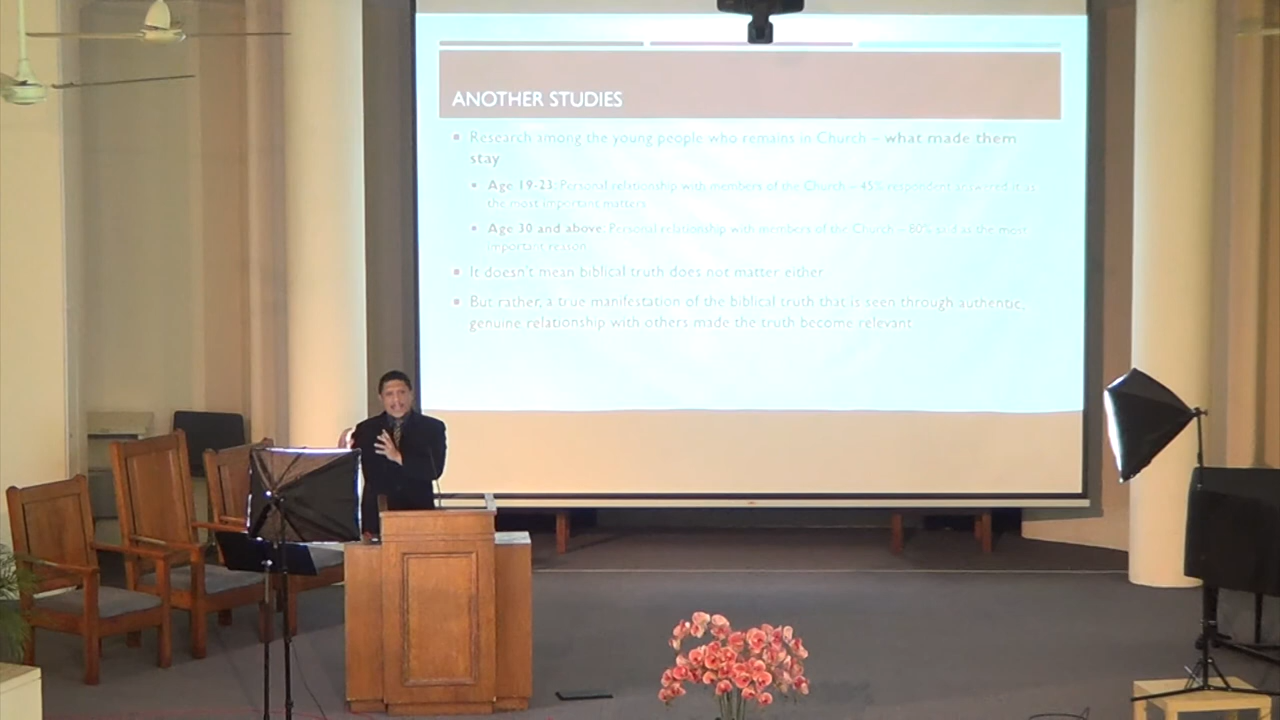 ANOTHER STUDIES
Research among the young people who remains in Church – what made them
stay
Age 19-23: Personal relationship with members of the Church – 45% respondent answered it as
the most important matters
Age 30 and above: Personal relationship with members of the Church – 80% said as the most
important reason
It doesn't mean biblical truth does not matter either
But rather, a true manifestation of the biblical truth that is seen through authentic,
genuine relationship with others made the truth become relevant